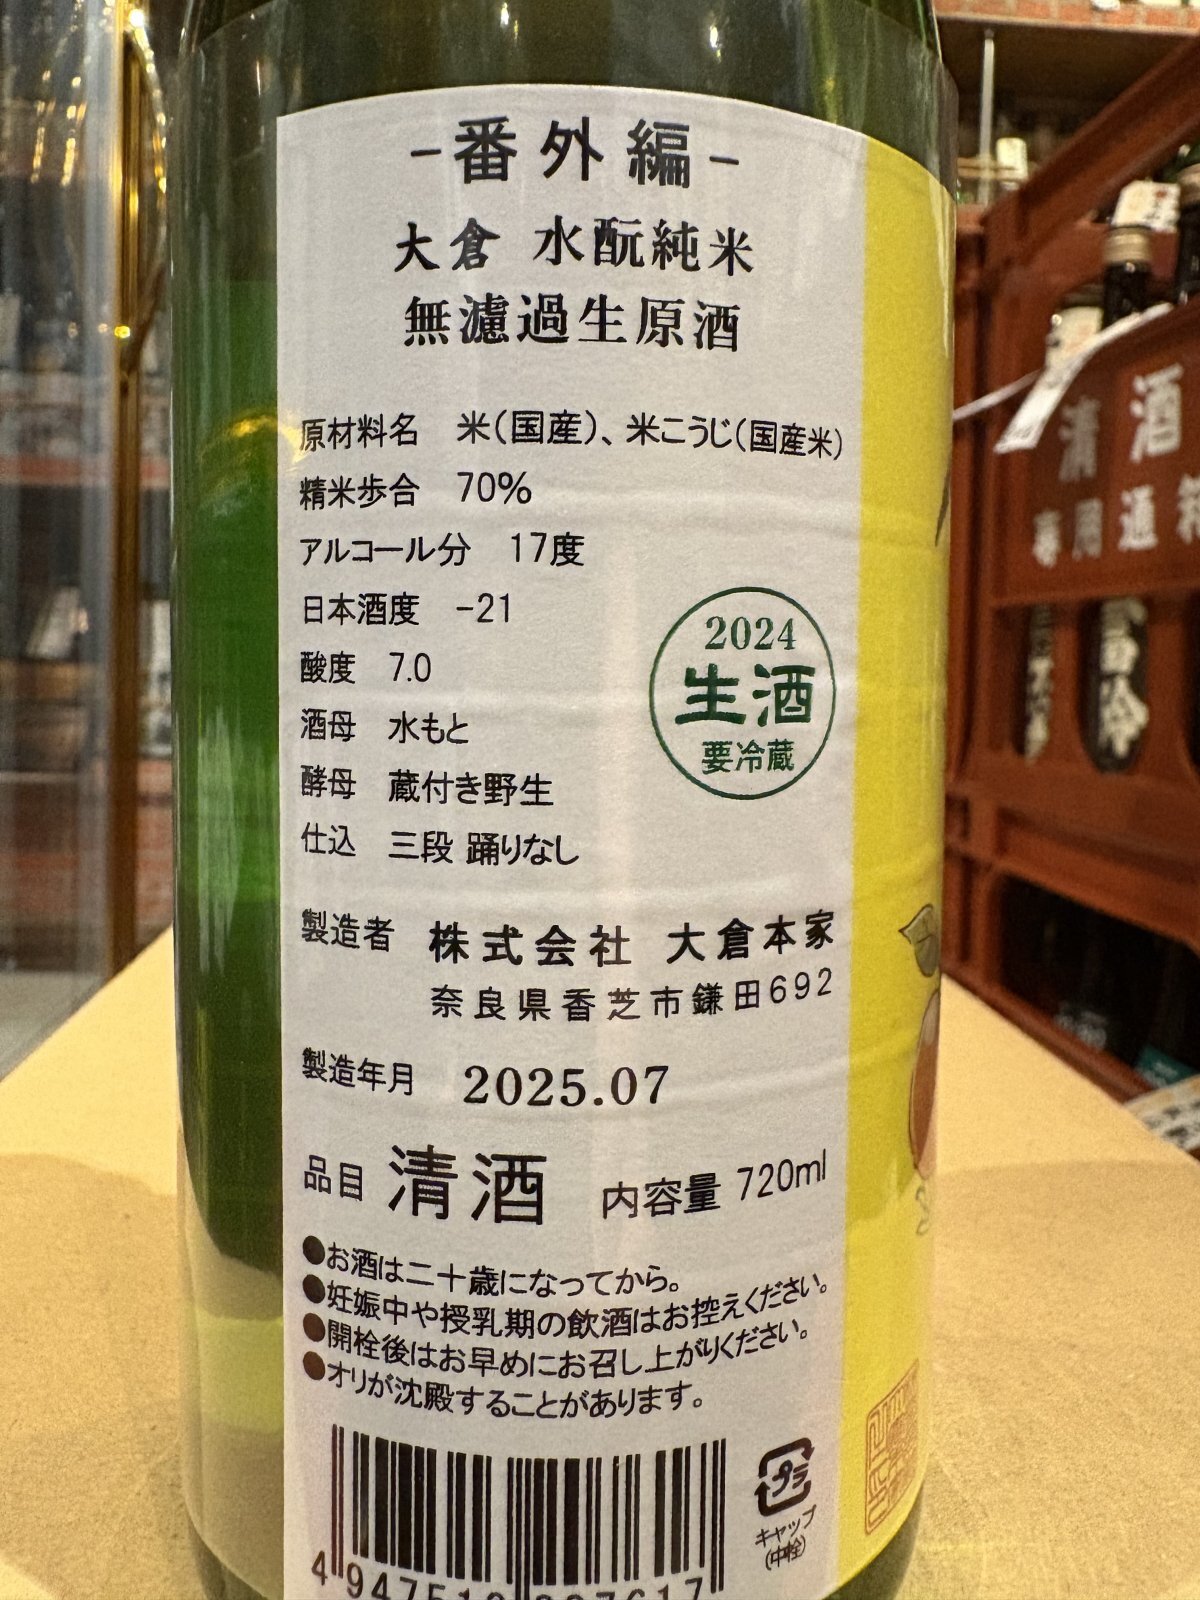 -番外編-
大倉 水酛純米
無濾過生原酒
原材料名 米(国産)、米こうじ(国産米)
精米歩合 70%
アルコール分 17度
日本酒度 -21
酸度 7.0
酒母 水もと
酵母 蔵付き野生
仕込 三段 踊りなし
2024
生酒
要冷蔵
製造者 株式会社 大倉本家
奈良県香芝市鎌田692
製造年月 2025.07
品目 清酒 内容量 720ml
●お酒は二十歳になってから。
●妊娠中や授乳期の飲酒はお控えください。
●開栓後はお早めにお召し上がりください。
●オリが沈殿することがあります。
プラ
キャップ
(中栓)
清酒
専用通箱